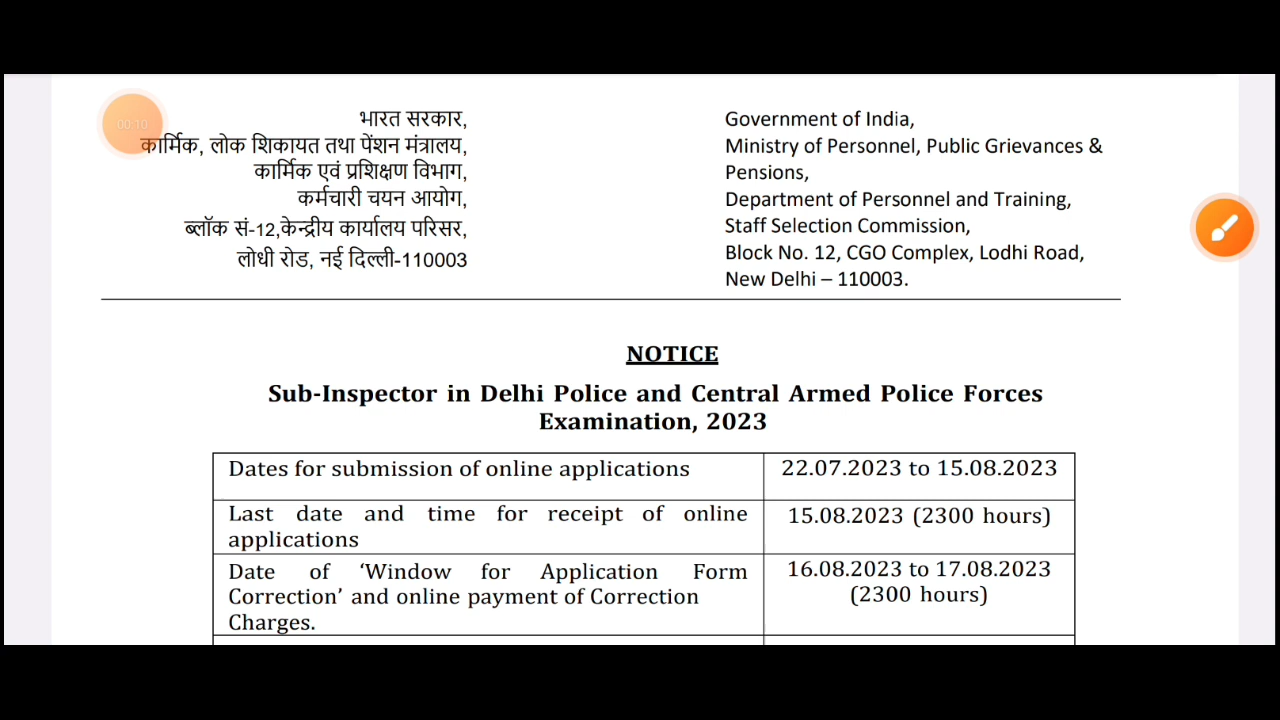 00:10
भारत सरकार,
कार्मिक, लोक शिकायत तथा पेंशन मंत्रालय,
कार्मिक एवं प्रशिक्षण विभाग,
कर्मचारी चयन आयोग,
ब्लॉक सं-12,केन्द्रीय कार्यालय परिसर,
लोधी रोड, नई दिल्ली-110003
Government of India,
Ministry of Personnel, Public Grievances &
Pensions,
Department of Personnel and Training,
Staff Selection Commission,
Block No. 12, CGO Complex, Lodhi Road,
New Delhi – 110003.
NOTICE
Sub-Inspector in Delhi Police and Central Armed Police Forces
Examination, 2023
Dates for submission of online applications
22.07.2023 to 15.08.2023
Last date and time for receipt of online
applications
15.08.2023 (2300 hours)
Date of ‘Window for Application Form
Correction’ and online payment of Correction
Charges.
16.08.2023 to 17.08.2023
(2300 hours)